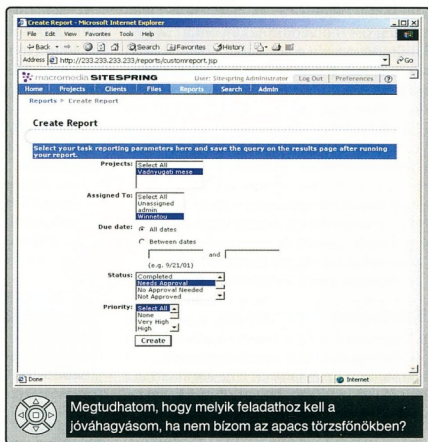 Create Report - Microsoft Internet Explorer
File Edit View Favorites Tools Help
Back Search Favorites History
Address http://233.233.233.233/reports/customreport.jsp Go
macromedia SITESPRING User: Sitespring Administrator Log Out Preferences ?
Home Projects Clients Files Reports Search Admin
Reports > Create Report
Create Report
Select your task reporting parameters here and save the query on the results page after running
your report.
Projects: Select All
Vadnyugati mese
Assigned To: Select All
Unassigned
admin
Winnetou
Due date: All dates
Between dates
and
(e.g. 9/21/01)
Status: Completed
Needs Approval
No Approval Needed
Not Approved
Priority: Select All
None
Very High
High
Create
Done Internet
Megtudhatom, hogy melyik feladathoz kell a
jóváhagyásom, ha nem bízom az apacs törzsfőnökben?